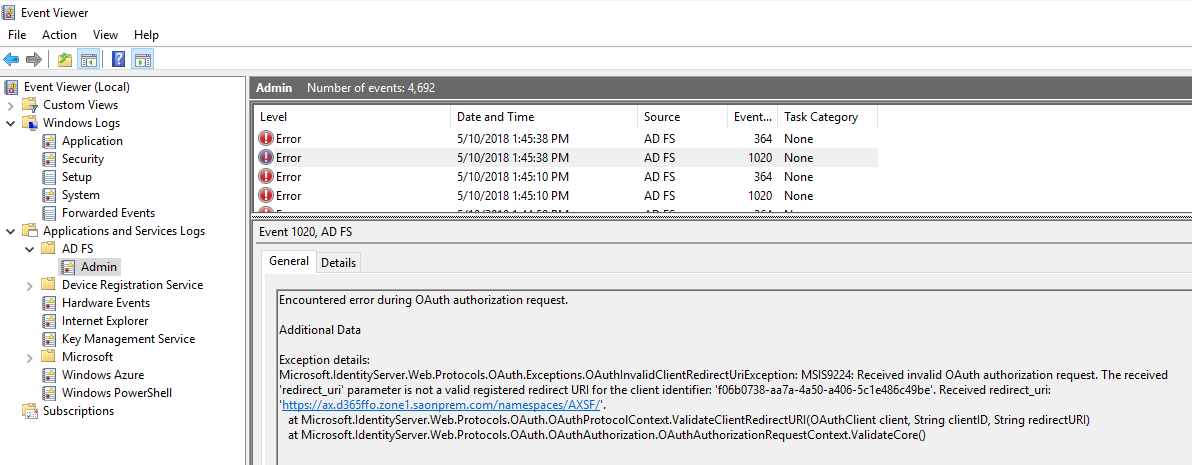 Event Viewer
File Action View Help
Event Viewer (Local)
Custom Views
Windows Logs
Application
Security
Setup
System
Forwarded Events
Applications and Services Logs
AD FS
Admin
Device Registration Service
Hardware Events
Internet Explorer
Key Management Service
Microsoft
Windows Azure
Windows PowerShell
Subscriptions
Admin Number of events: 4,692
Level Date and Time Source Event... Task Category
Error 5/10/2018 1:45:38 PM AD FS 364 None
Error 5/10/2018 1:45:38 PM AD FS 1020 None
Error 5/10/2018 1:45:10 PM AD FS 364 None
Error 5/10/2018 1:45:10 PM AD FS 1020 None
Event 1020, AD FS
General Details
Encountered error during OAuth authorization request.
Additional Data
Exception details:
Microsoft.IdentityServer.Web.Protocols.OAuth.Exceptions.OAuthInvalidClientRedirectUriException: MSIS9224: Received invalid OAuth authorization request. The received
'redirect_uri' parameter is not a valid registered redirect URI for the client identifier: 'f06b0738-aa7a-4a50-a406-5c1e486c49be'. Received redirect_uri:
'https://ax.d365ffo.zone1.saonprem.com/namespaces/AXSF/'.
at Microsoft.IdentityServer.Web.Protocols.OAuth.OAuthProtocolContext.ValidateClientRedirectURI(OAuthClient client, String clientID, String redirectURI)
at Microsoft.IdentityServer.Web.Protocols.OAuth.OAuthAuthorization.OAuthAuthorizationRequestContext.ValidateCore()